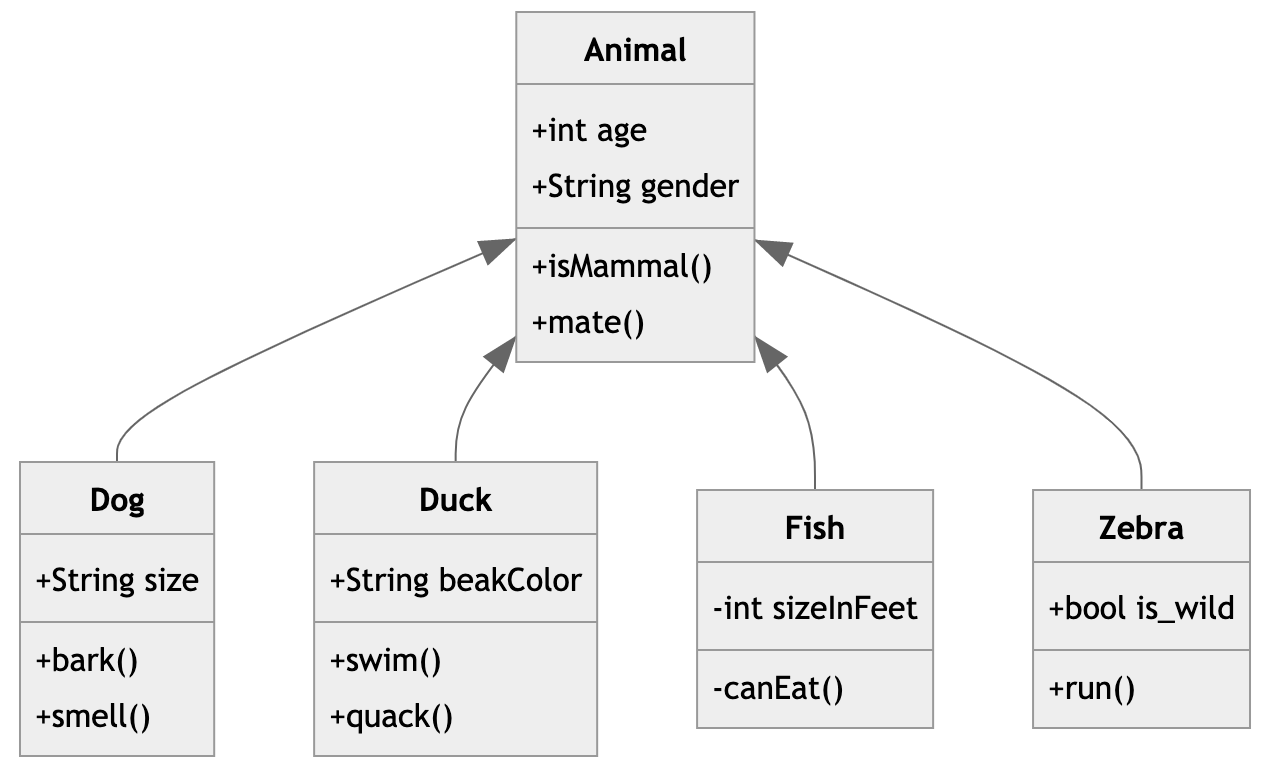 Animal
+int age
+String gender
+isMammal()
+mate()
Dog
+String size
+bark()
+smell()
Duck
+String beakColor
+swim()
+quack()
Fish
-int sizeInFeet
-canEat()
Zebra
+bool is_wild
+run()